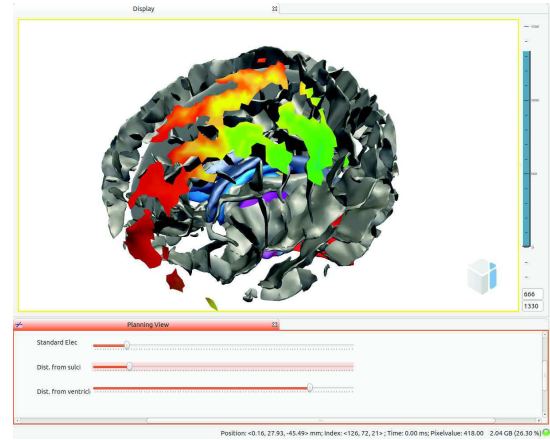 Display
666
1330
Planning View
Standard Elec
Dist. from sulci
Dist. from ventricl
Position: <0.16, 27.93, -45.49> mm; Index: <126, 72, 21> ; Time: 0.00 ms; Pixelvalue: 418.00 2.04 GB (26.30 %)